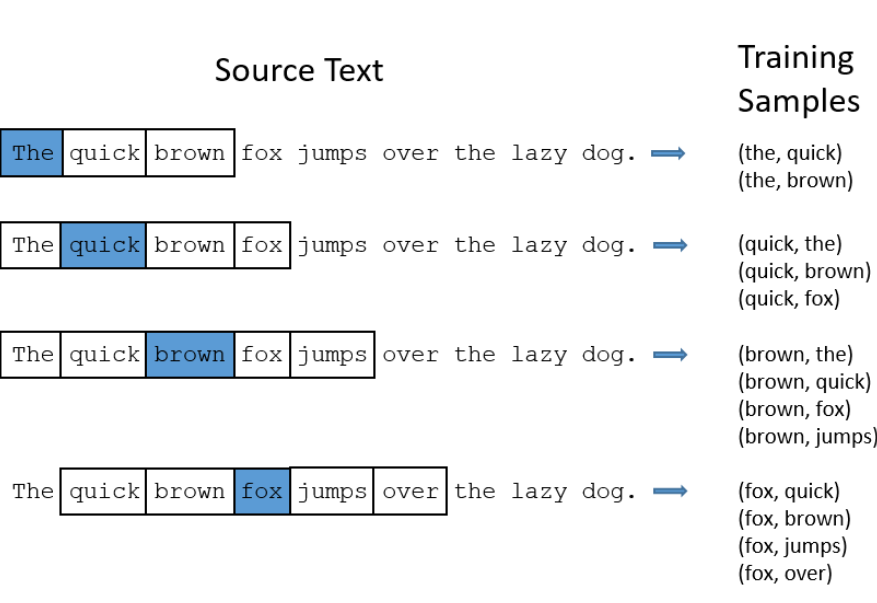 Source Text
Training
Samples
The quick brown fox jumps over the lazy dog.
(the, quick)
(the, brown)
The quick brown fox jumps over the lazy dog.
(quick, the)
(quick, brown)
(quick, fox)
The quick brown fox jumps over the lazy dog.
(brown, the)
(brown, quick)
(brown, fox)
(brown, jumps)
The quick brown fox jumps over the lazy dog.
(fox, quick)
(fox, brown)
(fox, jumps)
(fox, over)